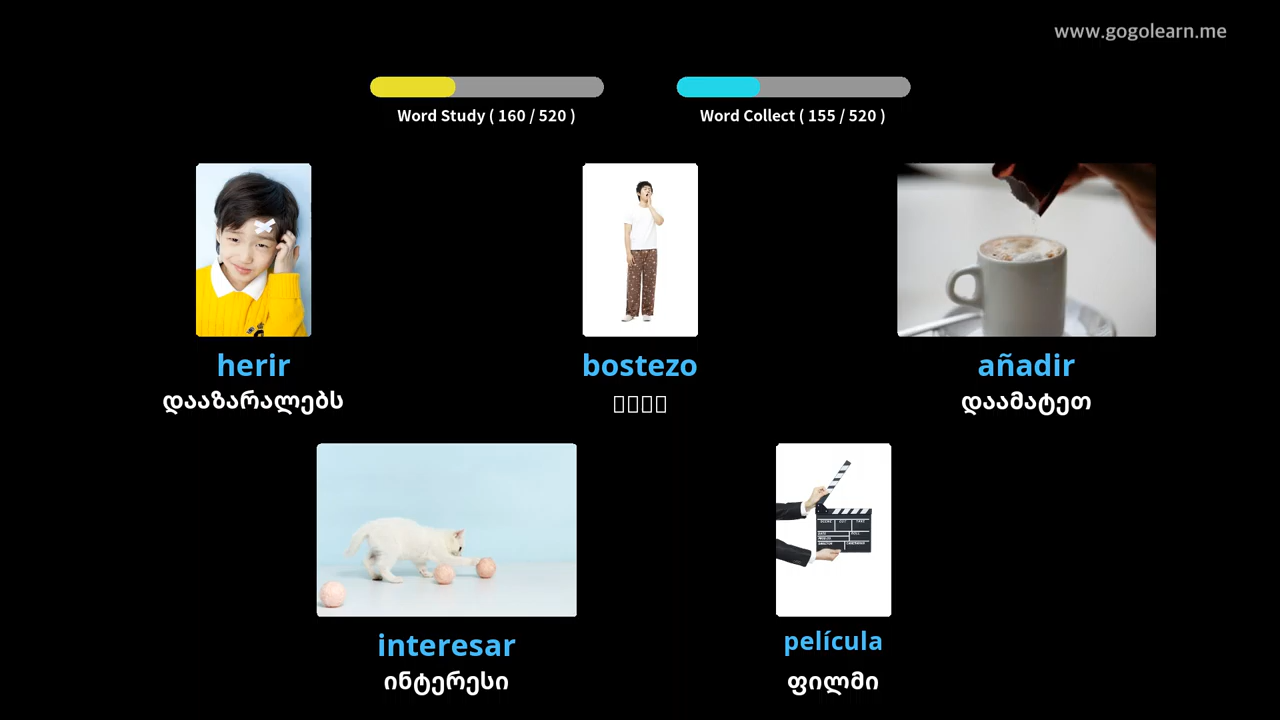 www.gogolearn.me
Word Study ( 160 / 520 )
Word Collect ( 155 / 520 )
herir
დააზარალებს
bostezo
añadir
დაამატეთ
interesar
ინტერესი
película
ფილმი